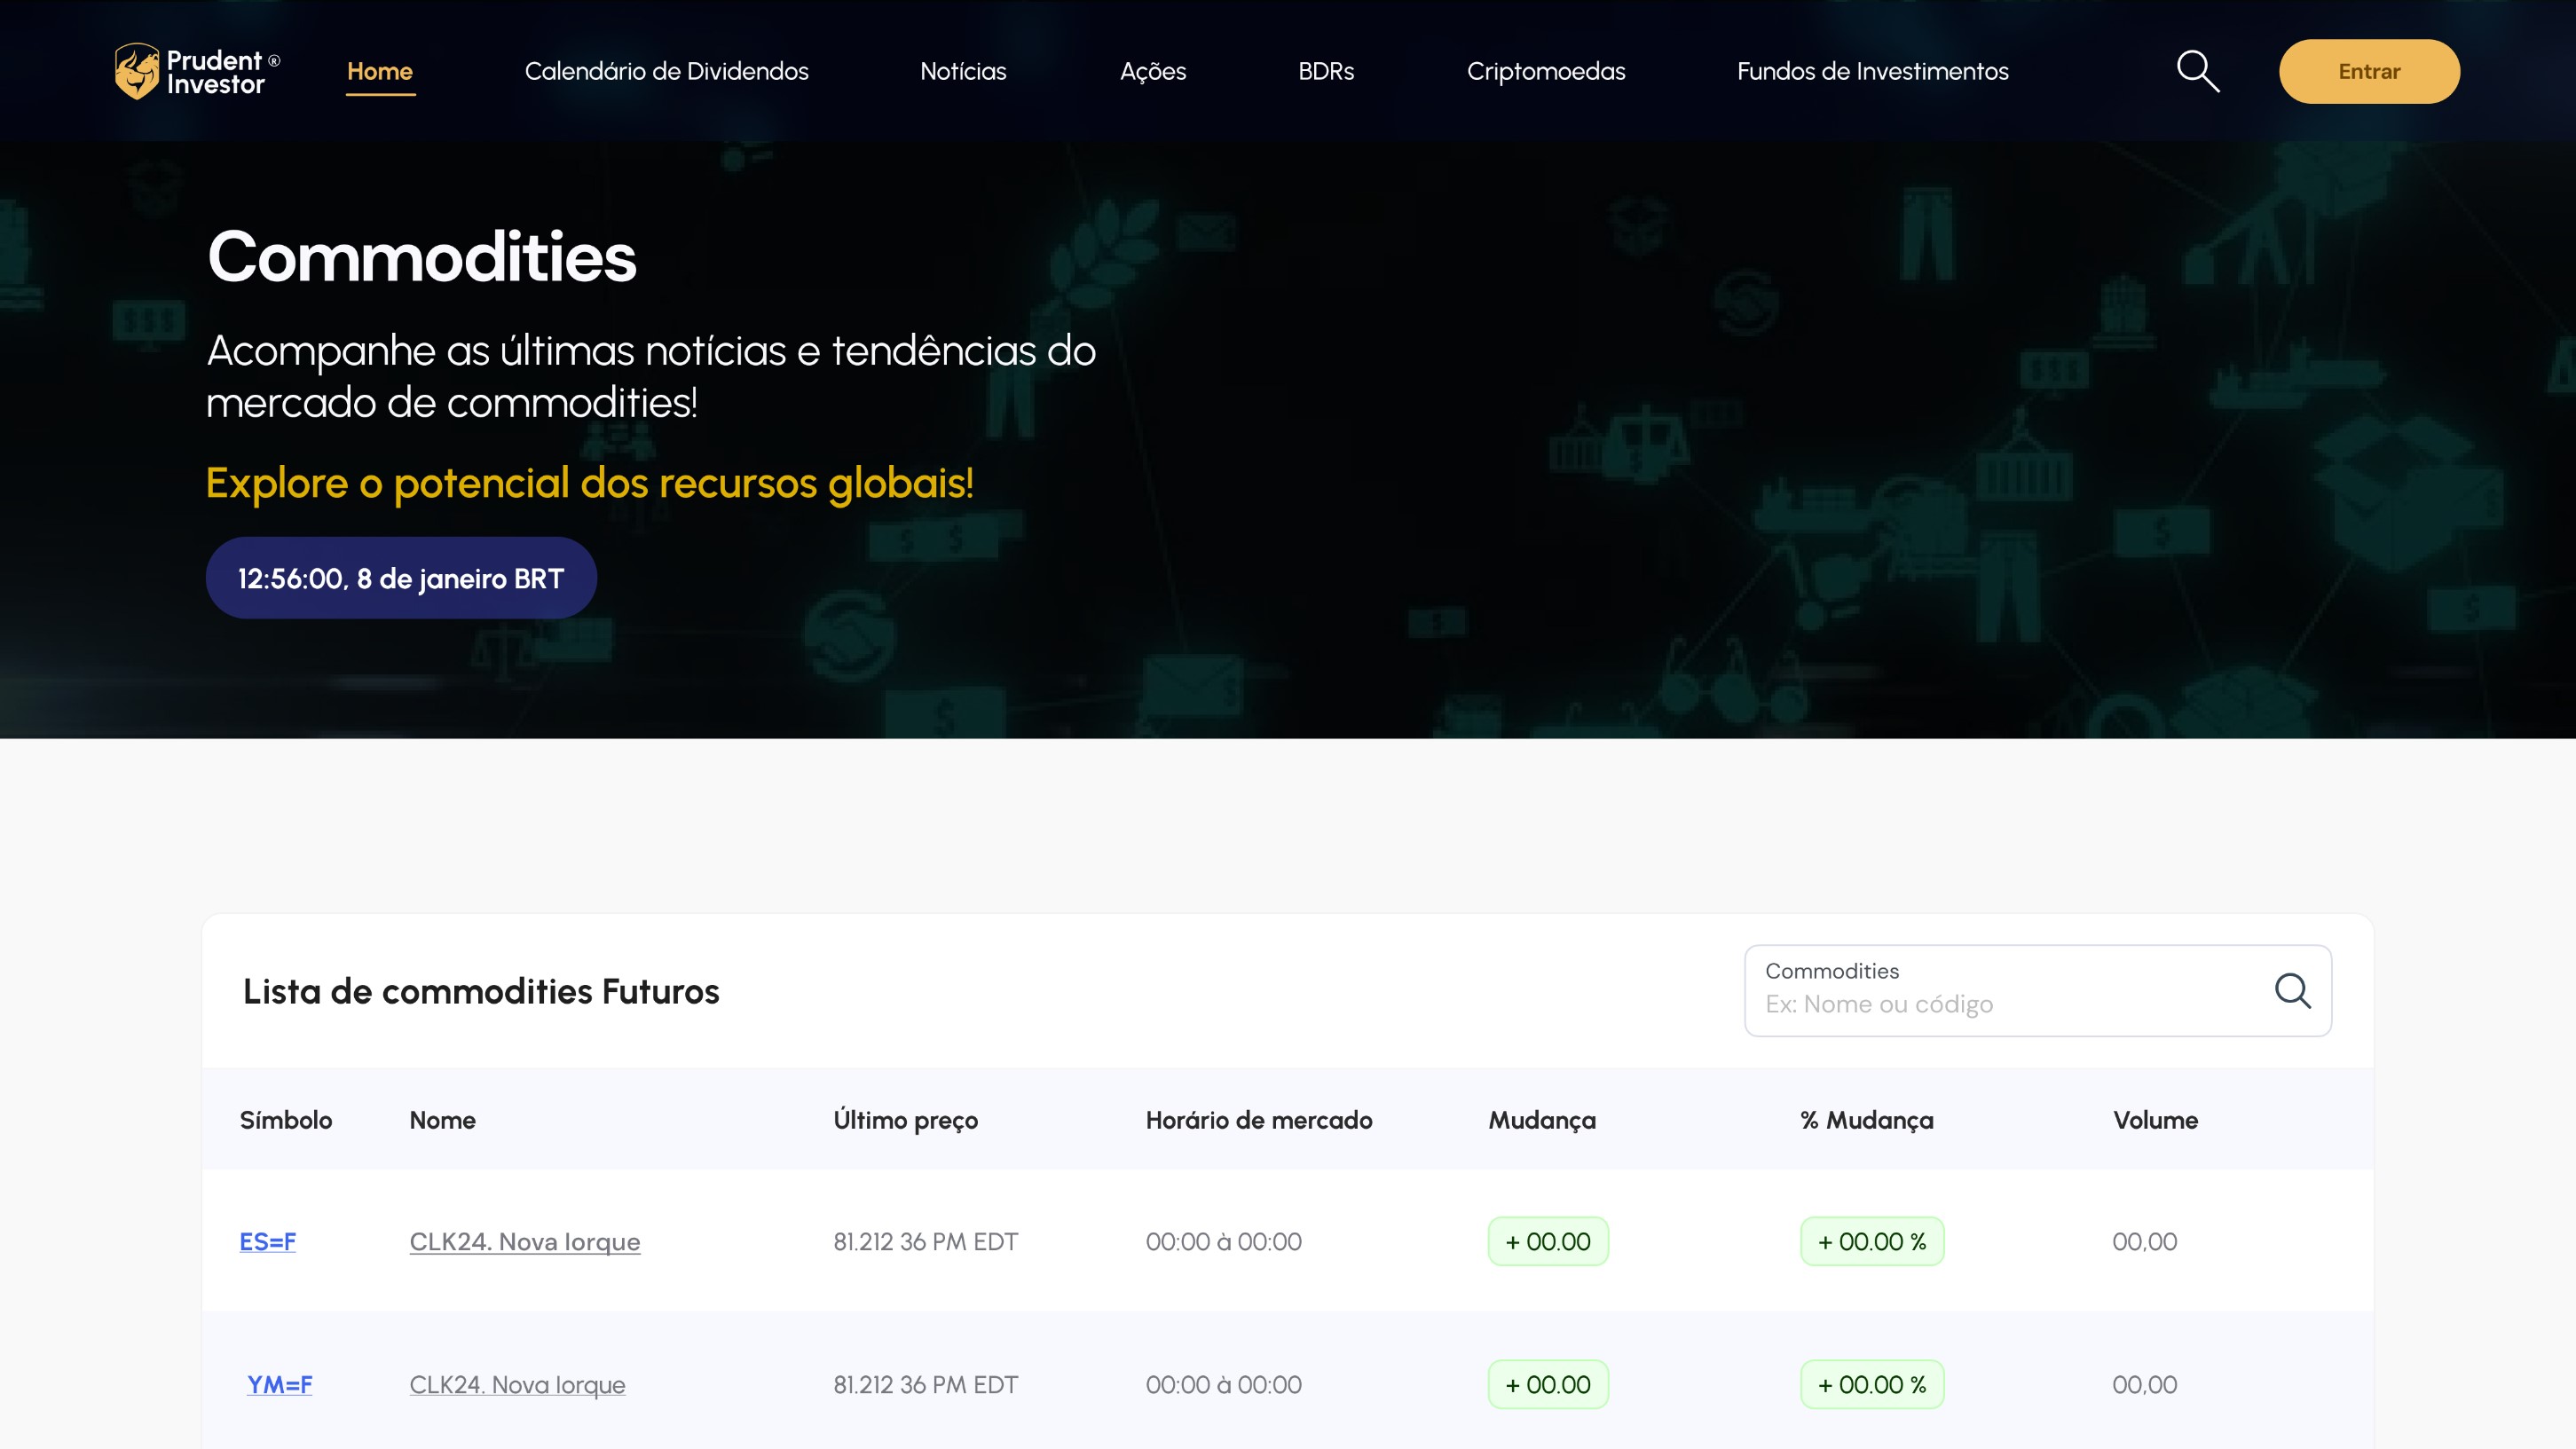 Prudent ®
Investor
Home
Calendário de Dividendos
Notícias
Ações
BDRs
Criptomoedas
Fundos de Investimentos
Entrar
Commodities
Acompanhe as últimas notícias e tendências do
mercado de commodities!
Explore o potencial dos recursos globais!
12:56:00, 8 de janeiro BRT
Lista de commodities Futuros
Commodities
Ex: Nome ou código
Símbolo Nome Último preço Horário de mercado Mudança % Mudança Volume
ES=F CLK24. Nova Iorque 81.212 36 PM EDT 00:00 à 00:00 + 00.00 + 00.00 % 00,00
YM=F CLK24. Nova Iorque 81.212 36 PM EDT 00:00 à 00:00 + 00.00 + 00.00 % 00,00